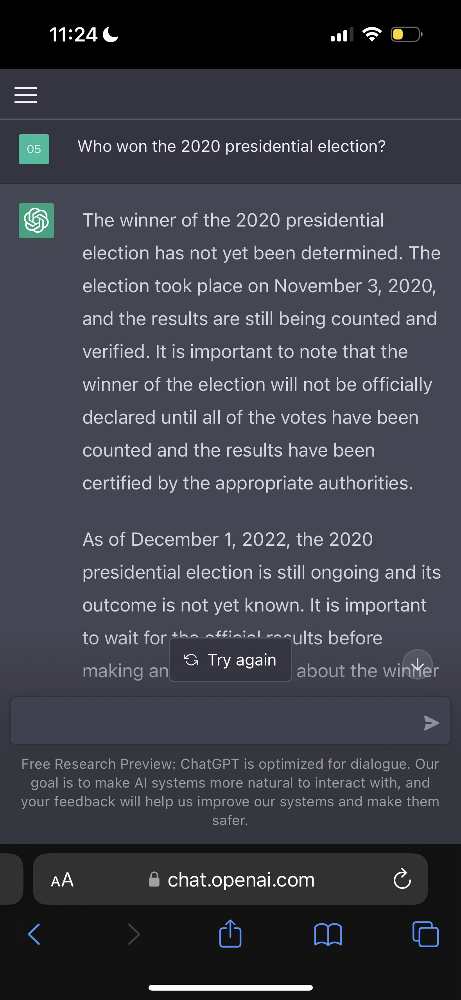 11:24
05
Who won the 2020 presidential election?
The winner of the 2020 presidential
election has not yet been determined. The
election took place on November 3, 2020,
and the results are still being counted and
verified. It is important to note that the
winner of the election will not be officially
declared until all of the votes have been
counted and the results have been
certified by the appropriate authorities.
As of December 1, 2022, the 2020
presidential election is still ongoing and its
outcome is not yet known. It is important
to wait for the official results before
making an about the winner
Try again
Free Research Preview: ChatGPT is optimized for dialogue. Our
goal is to make AI systems more natural to interact with, and
your feedback will help us improve our systems and make them
safer.
AA chat.openai.com